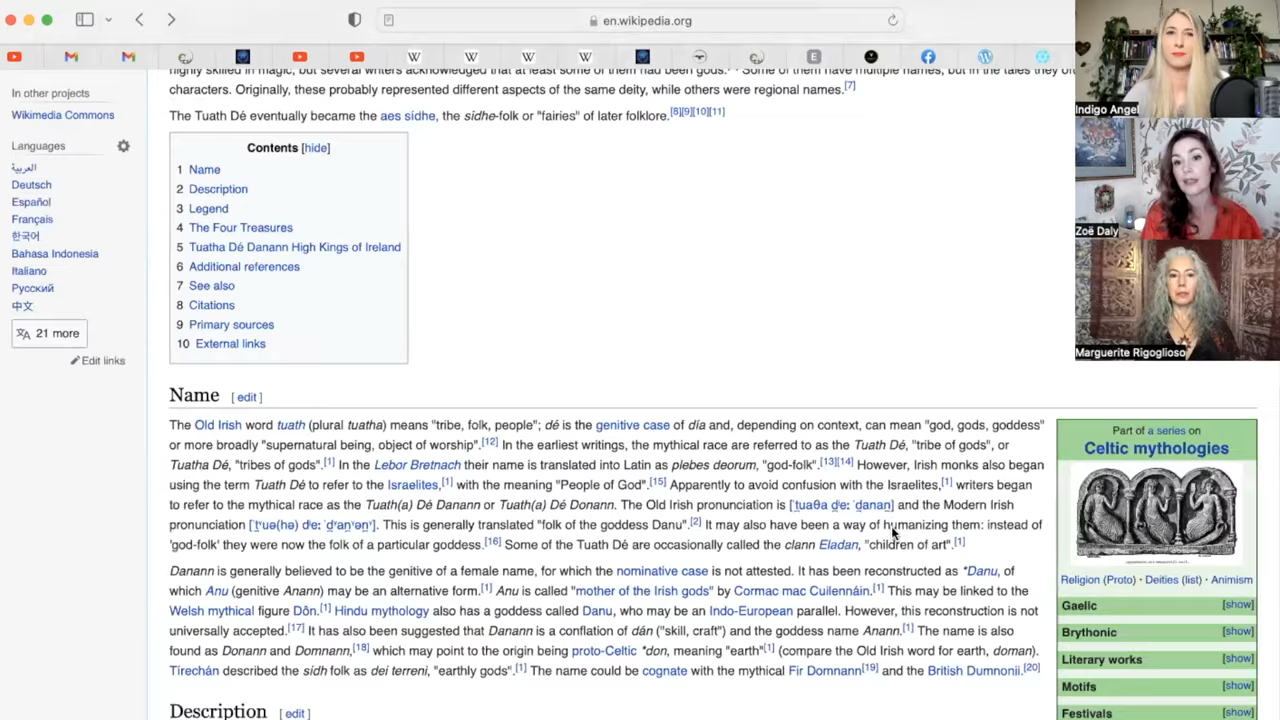 en.wikipedia.org
highly skilled in magic, but several writers acknowledged that at least some of them had been gods. Some of them have multiple names, but in the tales they
characters. Originally, these probably represented different aspects of the same deity, while others were regional names.[7]
The Tuath Dé eventually became the aes sídhe, the sídhe-folk or "fairies" of later folklore.[8][9][10][11]
In other projects
Wikimedia Commons
Languages
العربية
Deutsch
Español
Français
한국어
Bahasa Indonesia
Italiano
Русский
中文
21 more
Edit links
Contents [hide]
1 Name
2 Description
3 Legend
4 The Four Treasures
5 Tuatha Dé Danann High Kings of Ireland
6 Additional references
7 See also
8 Citations
9 Primary sources
10 External links
Indigo Angel
Zoë Daly
Marguerite Rigoglioso
Name [ edit ]
The Old Irish word tuath (plural tuatha) means "tribe, folk, people"; dé is the genitive case of día and, depending on context, can mean "god, gods, goddess"
or more broadly "supernatural being, object of worship".[12] In the earliest writings, the mythical race are referred to as the Tuath Dé, "tribe of gods", or
Tuatha Dé, "tribes of gods".[1] In the Lebor Bretnach their name is translated into Latin as plebes deorum, "god-folk".[13][14] However, Irish monks also began
using the term Tuath Dé to refer to the Israelites,[1] with the meaning "People of God".[15] Apparently to avoid confusion with the Israelites,[1] writers began
to refer to the mythical race as the Tuath(a) Dé Danann or Tuath(a) Dé Donann. The Old Irish pronunciation is [ˈtuaθa d̪eː ˈd̪anan̪] and the Modern Irish
pronunciation [ˈt̪ˠuə(hə) dʲeː ˈd̪ˠan̪ˠən̪ˠ]. This is generally translated "folk of the goddess Danu".[2] It may also have been a way of humanizing them: instead of
'god-folk' they were now the folk of a particular goddess.[16] Some of the Tuath Dé are occasionally called the clann Eladan, "children of art".[1]
Danann is generally believed to be the genitive of a female name, for which the nominative case is not attested. It has been reconstructed as *Danu, of
which Anu (genitive Anann) may be an alternative form.[1] Anu is called "mother of the Irish gods" by Cormac mac Cuilennáin.[1] This may be linked to the
Welsh mythical figure Dôn.[1] Hindu mythology also has a goddess called Danu, who may be an Indo-European parallel. However, this reconstruction is not
universally accepted.[17] It has also been suggested that Danann is a conflation of dán ("skill, craft") and the goddess name Anann.[1] The name is also
found as Donann and Domnann,[18] which may point to the origin being proto-Celtic *don, meaning "earth"[1] (compare the Old Irish word for earth, doman).
Tírechán described the sídh folk as dei terreni, "earthly gods".[1] The name could be cognate with the mythical Fir Domnann[19] and the British Dumnonii.[20]
Part of a series on
Celtic mythologies
Religion (Proto) · Deities (list) · Animism
Gaelic [show]
Brythonic [show]
Literary works [show]
Motifs [show]
Festivals [show]
Description [ edit ]